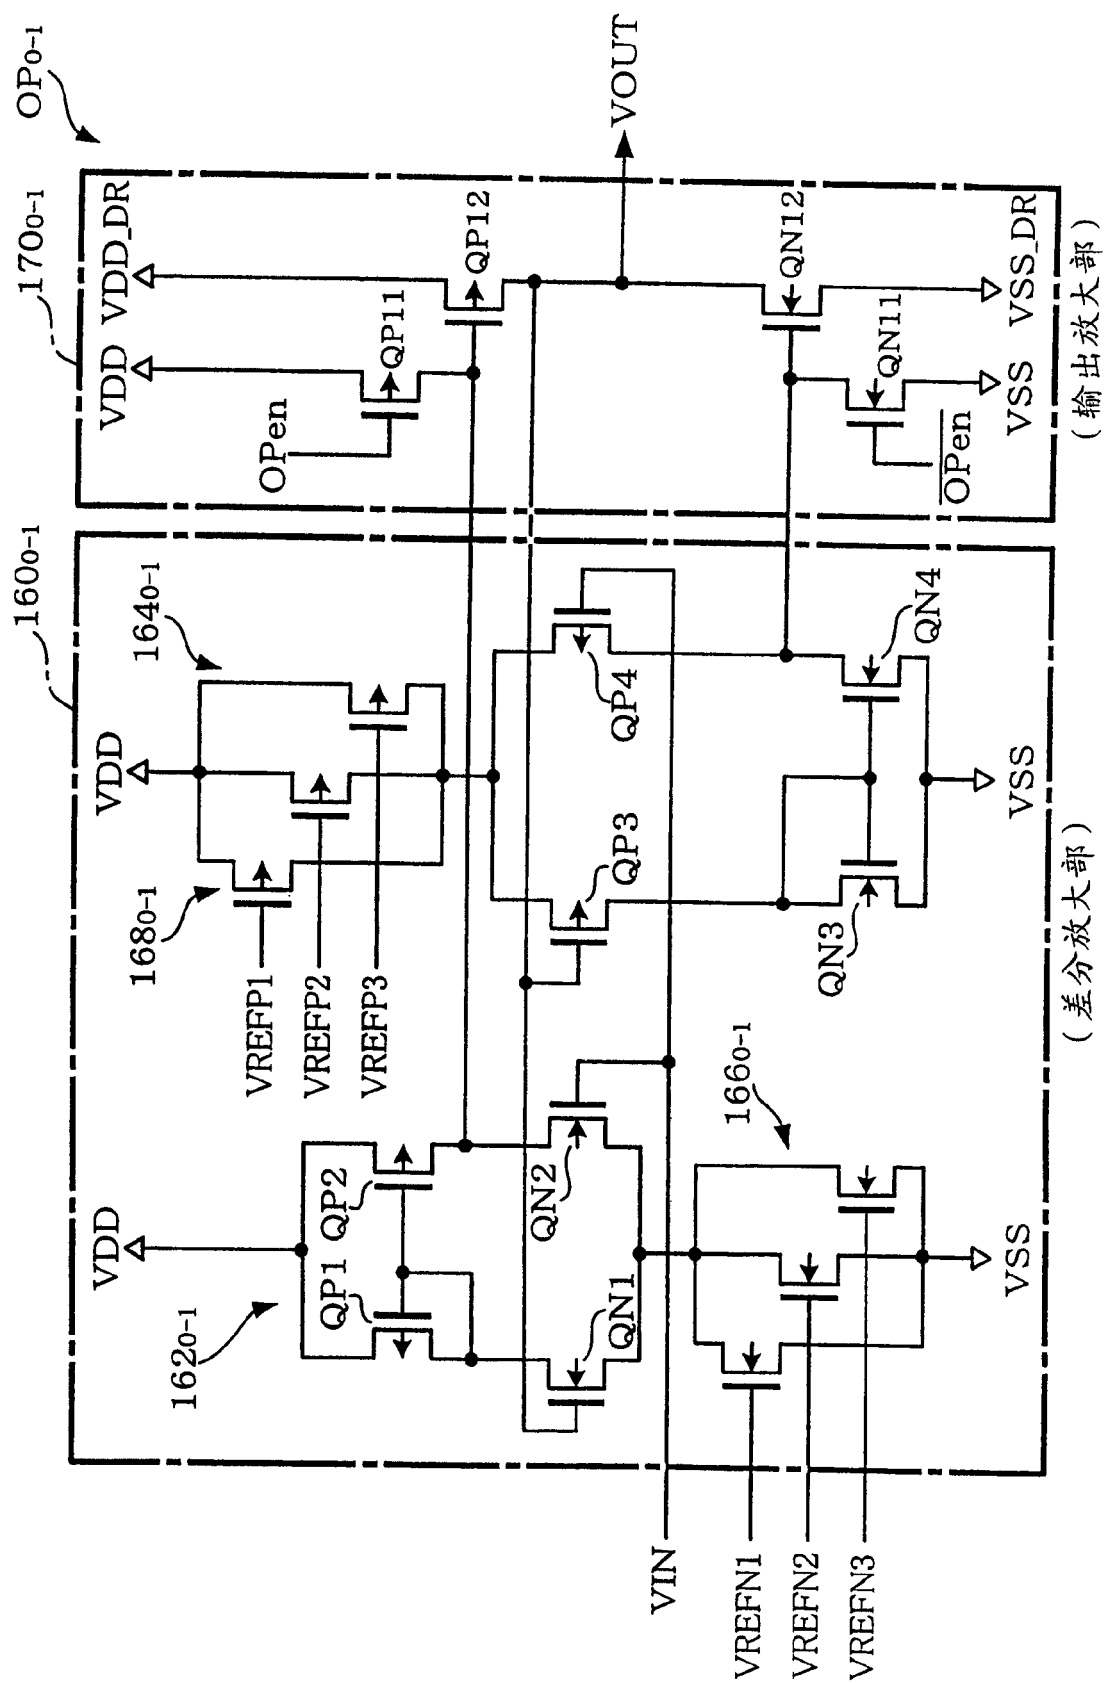 OP0-1
1600-1
1700-1
VDD
VDD
VDD
VDD_DR
1620-1
1680-1
1640-1
QP1
QP2
VREFP1
VREFP2
VREFP3
OPen
QP11
QP12
QN1
QN2
QP3
QP4
VOUT
VIN
1660-1
VREFN1
VREFN2
VREFN3
QN3
QN4
OPen
QN11
QN12
VSS
VSS
VSS
VSS_DR
(差分放大部)
(输出放大部)